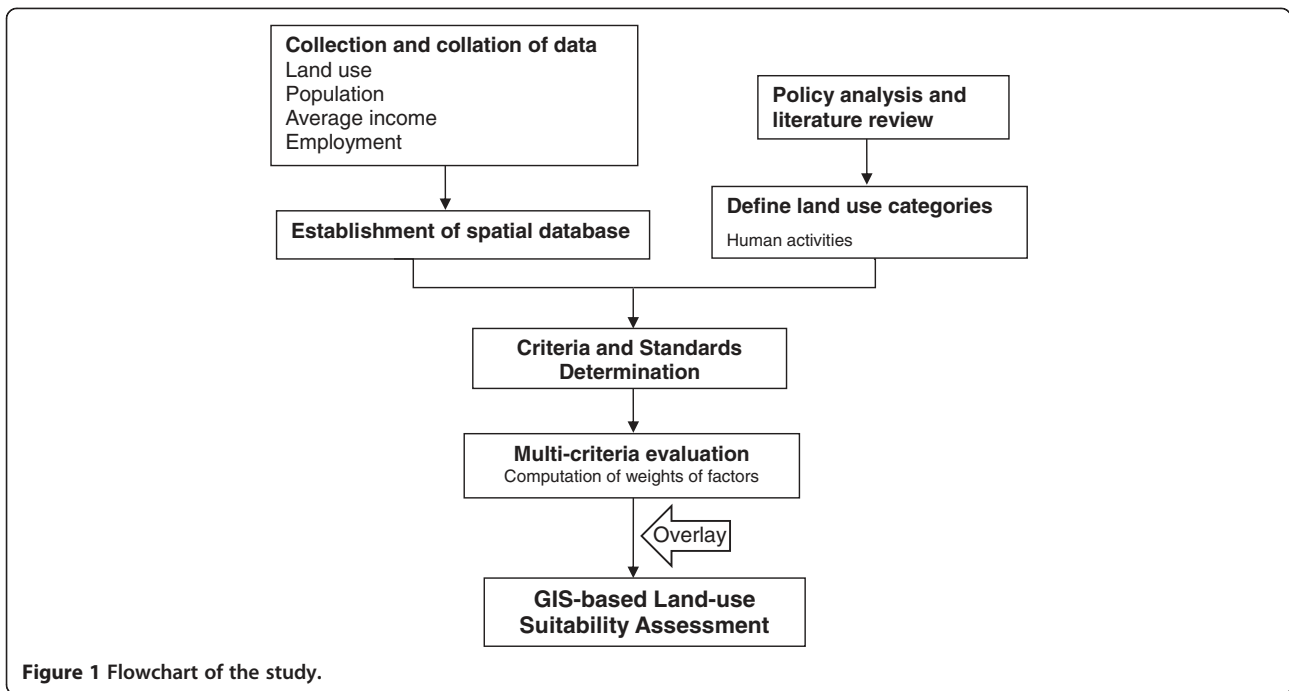 Collection and collation of data
Land use
Population
Average income
Employment
Policy analysis and
literature review
Establishment of spatial database
Define land use categories
Human activities
Criteria and Standards
Determination
Multi-criteria evaluation
Computation of weights of factors
Overlay
GIS-based Land-use
Suitability Assessment
Figure 1 Flowchart of the study.